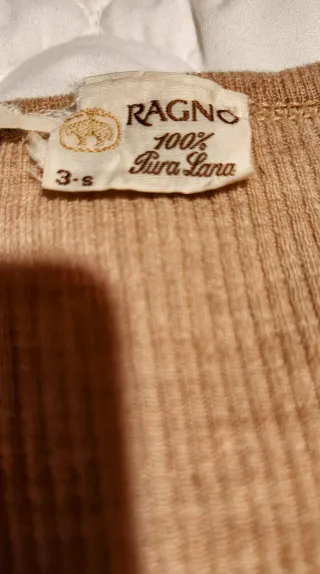 RAGNO
100%
Pura Lana
3-s